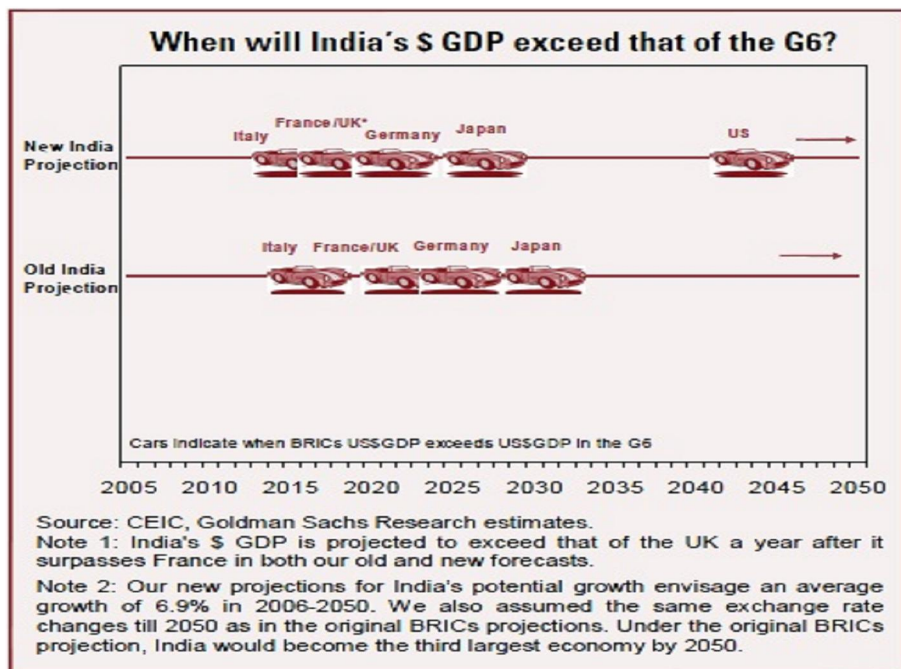 When will India´s $ GDP exceed that of the G6?
Italy France/UK* Germany Japan US
New India
Projection
Italy France/UK Germany Japan
Old India
Projection
Cars indicate when BRICs US$GDP exceeds US$GDP in the G6
2005 2010 2015 2020 2025 2030 2035 2040 2045 2050
Source: CEIC, Goldman Sachs Research estimates.
Note 1: India's $ GDP is projected to exceed that of the UK a year after it
surpasses France in both our old and new forecasts.
Note 2: Our new projections for India's potential growth envisage an average
growth of 6.9% in 2006-2050. We also assumed the same exchange rate
changes till 2050 as in the original BRICs projections. Under the original BRICs
projection, India would become the third largest economy by 2050.